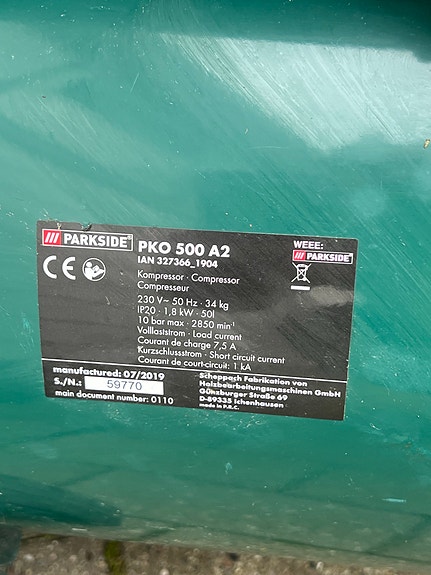 /// PARKSIDE® PKO 500 A2
IAN 327366_1904
WEEE:
/// PARKSIDE®
CE
Kompressor · Compressor
Compresseur
230 V~ 50 Hz · 34 kg
IP20 · 1,8 kW · 50l
10 bar max · 2850 min⁻¹
Volllaststrom · Load current
Courant de charge 7,5 A
Kurzschlussstrom · Short circuit current
Courant de court-circuit: 1 kA
manufactured: 07/2019
S./N.: 59770
main document number: 0110
Scheppach Fabrikation von
Holzbearbeitungsmaschinen GmbH
Günzburger Straße 69
D-89335 Ichenhausen
made in P.R.C.